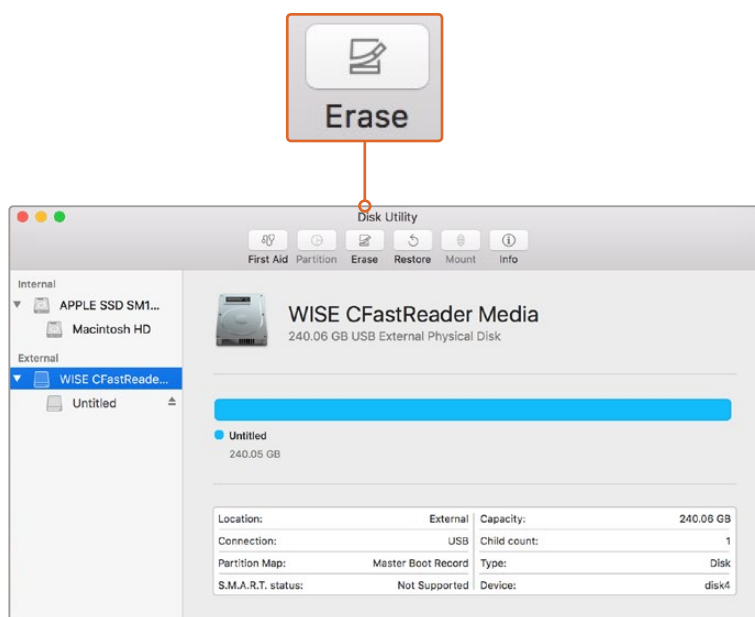 Erase
Disk Utility
First Aid Partition Erase Restore Mount Info
Internal
APPLE SSD SM1...
Macintosh HD
External
WISE CFastReade...
Untitled
WISE CFastReader Media
240.06 GB USB External Physical Disk
Untitled
240.05 GB
Location: External Capacity: 240.06 GB
Connection: USB Child count: 1
Partition Map: Master Boot Record Type: Disk
S.M.A.R.T. status: Not Supported Device: disk4